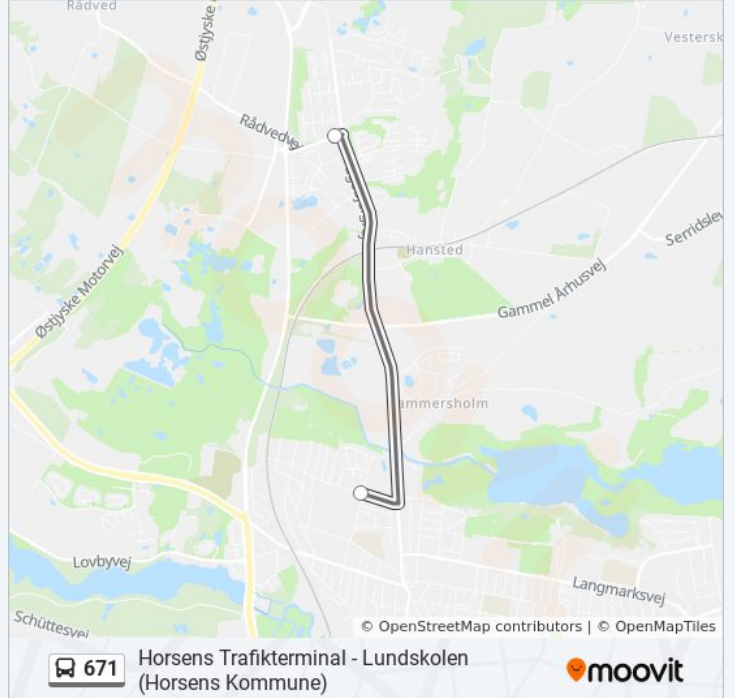 Rådved
Østjyske
Vestersk
Rådvedvej
Hansted
Serridslev
Østjyske Motorvej
Gammel Århusvej
ammersholm
Lovbyvej
Langmarksvej
Schüttesvej
© OpenStreetMap contributors | © OpenMapTiles
671
Horsens Trafikterminal - Lundskolen
(Horsens Kommune)
moovit